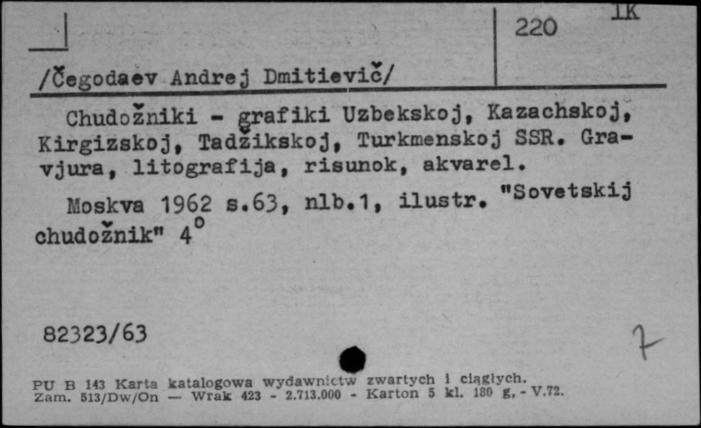 1K
220
/Čegodaev Andrej Dmitievič/
Chudožniki - grafiki Uzbekskoj, Kazachskoj,
Kirgizskoj, Tadžikskoj, Turkmenskoj SSR. Gra-
vjura, litografija, risunok, akvarel.
Moskva 1962 s.63, nlb.1, ilustr. "Sovetskij
chudožnik" 4°
82323/63
7
PU B 143 Karta katalogowa wydawnictw zwartych i ciągłych.
Zam. 513/Dw/On — Wrak 423 - 2.713.000 - Karton 5 kl. 180 g, - V.72.